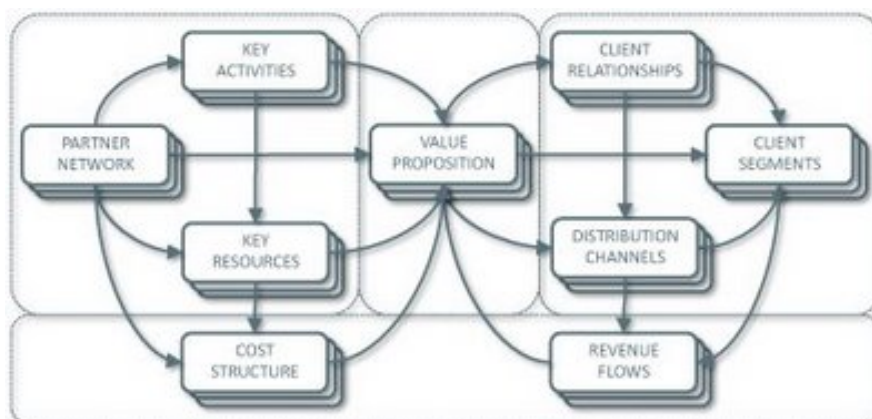 KEY
ACTIVITIES
CLIENT
RELATIONSHIPS
PARTNER
NETWORK
VALUE
PROPOSITION
CLIENT
SEGMENTS
KEY
RESOURCES
DISTRIBUTION
CHANNELS
COST
STRUCTURE
REVENUE
FLOWS